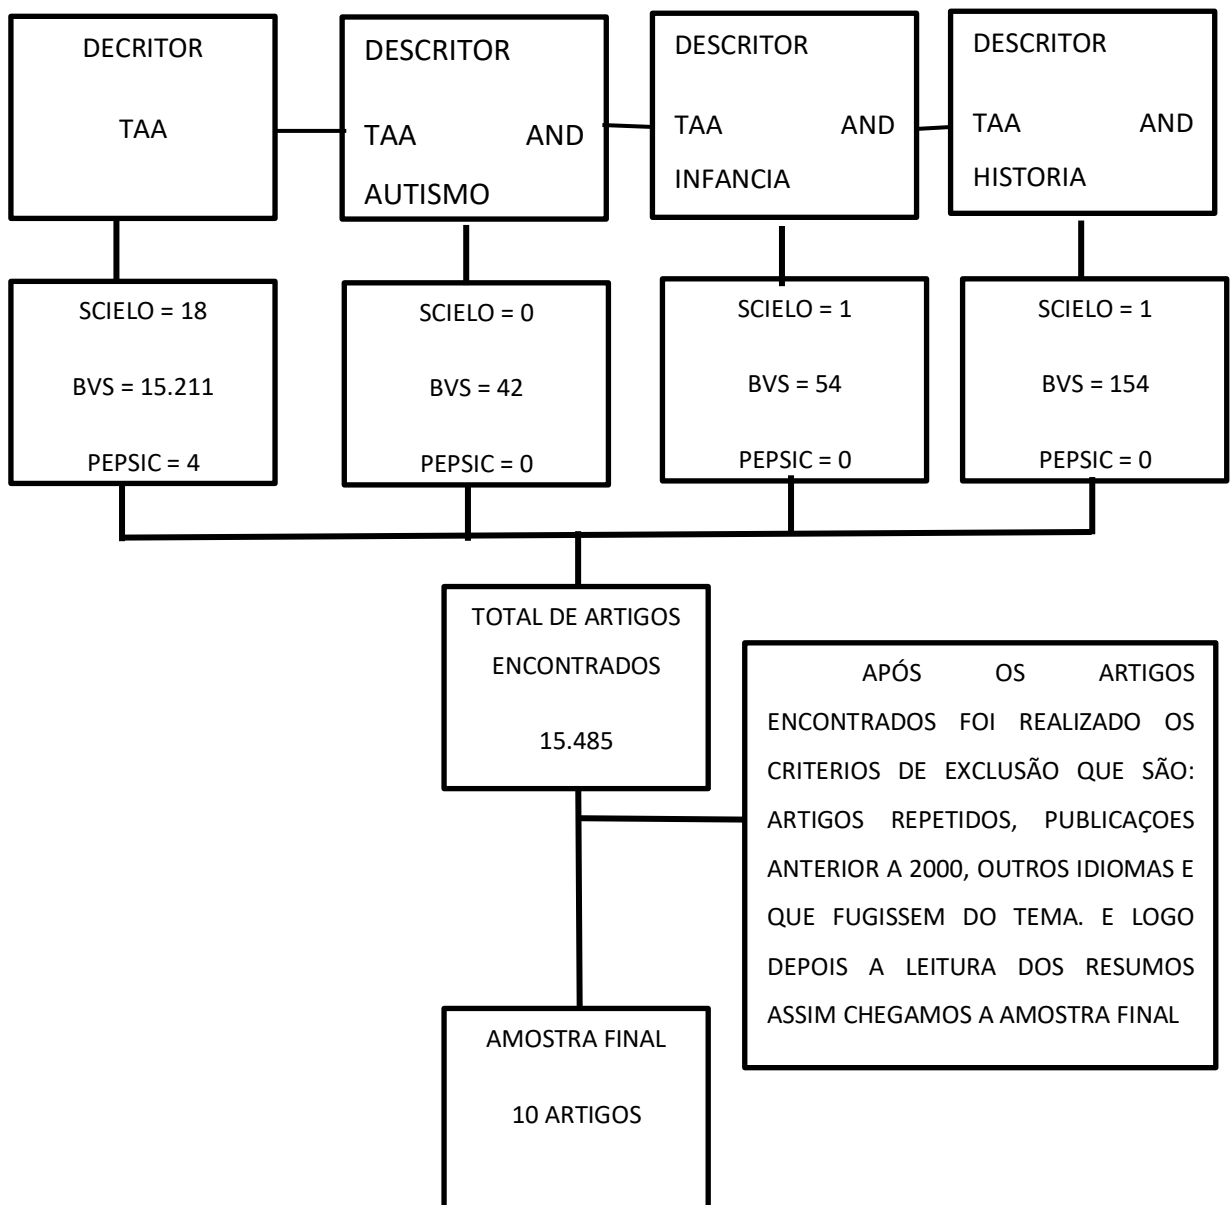 DECRITOR
TAA
DESCRITOR
TAA AND
AUTISMO
DESCRITOR
TAA AND
INFANCIA
DESCRITOR
TAA AND
HISTORIA
SCIELO = 18
BVS = 15.211
PEPSIC = 4
SCIELO = 0
BVS = 42
PEPSIC = 0
SCIELO = 1
BVS = 54
PEPSIC = 0
SCIELO = 1
BVS = 154
PEPSIC = 0
TOTAL DE ARTIGOS
ENCONTRADOS
15.485
APÓS OS ARTIGOS
ENCONTRADOS FOI REALIZADO OS
CRITERIOS DE EXCLUSÃO QUE SÃO:
ARTIGOS REPETIDOS, PUBLICAÇOES
ANTERIOR A 2000, OUTROS IDIOMAS E
QUE FUGISSEM DO TEMA. E LOGO
DEPOIS A LEITURA DOS RESUMOS
ASSIM CHEGAMOS A AMOSTRA FINAL
AMOSTRA FINAL
10 ARTIGOS